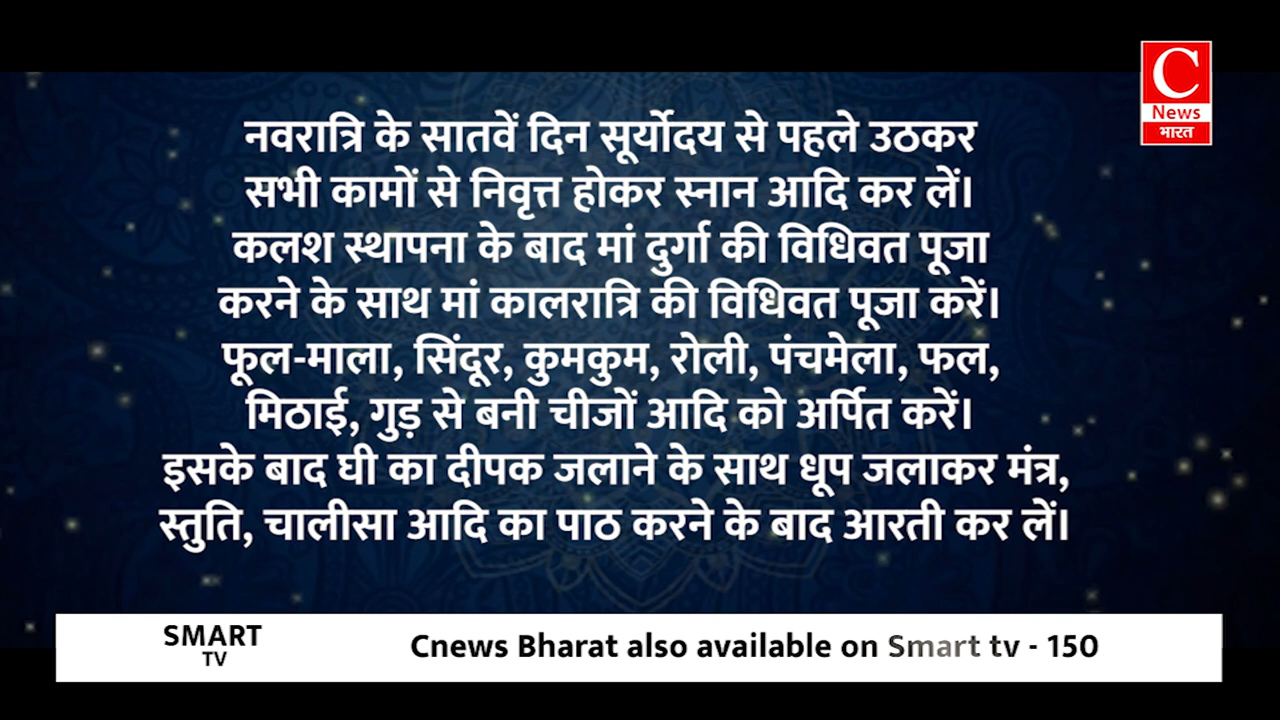 C
News
भारत
नवरात्रि के सातवें दिन सूर्योदय से पहले उठकर
सभी कामों से निवृत्त होकर स्नान आदि कर लें।
कलश स्थापना के बाद मां दुर्गा की विधिवत पूजा
करने के साथ मां कालरात्रि की विधिवत पूजा करें।
फूल-माला, सिंदूर, कुमकुम, रोली, पंचमेला, फल,
मिठाई, गुड़ से बनी चीजों आदि को अर्पित करें।
इसके बाद घी का दीपक जलाने के साथ धूप जलाकर मंत्र,
स्तुति, चालीसा आदि का पाठ करने के बाद आरती कर लें।
SMART
TV
Cnews Bharat also available on Smart tv - 150